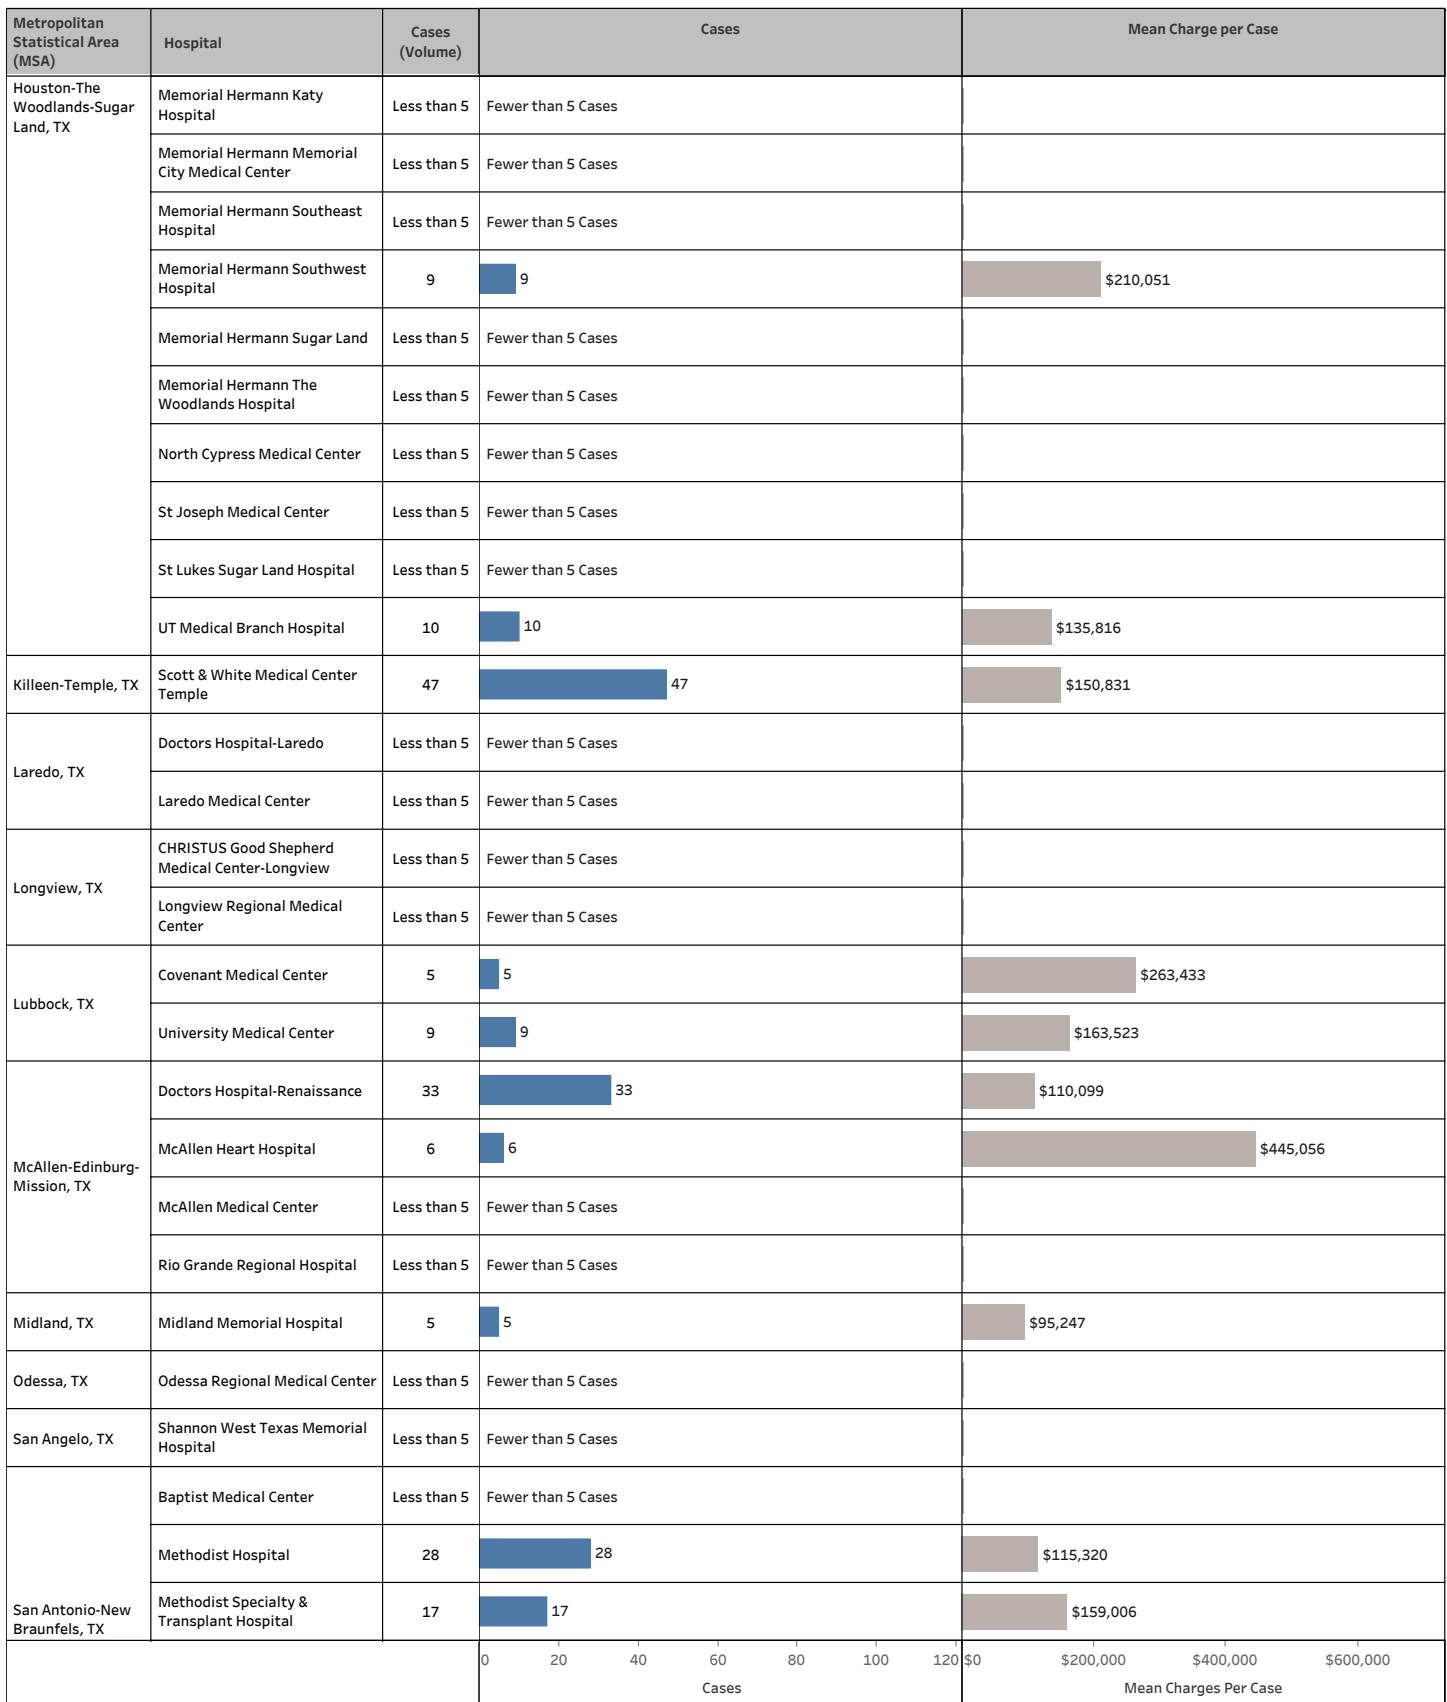 Metropolitan
Statistical Area
(MSA)
Hospital
Cases
(Volume)
Cases
Mean Charge per Case
Houston-The
Woodlands-Sugar
Land, TX
Memorial Hermann Katy
Hospital
Less than 5
Fewer than 5 Cases
Memorial Hermann Memorial
City Medical Center
Less than 5
Fewer than 5 Cases
Memorial Hermann Southeast
Hospital
Less than 5
Fewer than 5 Cases
Memorial Hermann Southwest
Hospital
9
9
$210,051
Memorial Hermann Sugar Land
Less than 5
Fewer than 5 Cases
Memorial Hermann The
Woodlands Hospital
Less than 5
Fewer than 5 Cases
North Cypress Medical Center
Less than 5
Fewer than 5 Cases
St Joseph Medical Center
Less than 5
Fewer than 5 Cases
St Lukes Sugar Land Hospital
Less than 5
Fewer than 5 Cases
UT Medical Branch Hospital
10
10
$135,816
Killeen-Temple, TX
Scott & White Medical Center
Temple
47
47
$150,831
Laredo, TX
Doctors Hospital-Laredo
Less than 5
Fewer than 5 Cases
Laredo Medical Center
Less than 5
Fewer than 5 Cases
Longview, TX
CHRISTUS Good Shepherd
Medical Center-Longview
Less than 5
Fewer than 5 Cases
Longview Regional Medical
Center
Less than 5
Fewer than 5 Cases
Lubbock, TX
Covenant Medical Center
5
5
$263,433
University Medical Center
9
9
$163,523
McAllen-Edinburg-
Mission, TX
Doctors Hospital-Renaissance
33
33
$110,099
McAllen Heart Hospital
6
6
$445,056
McAllen Medical Center
Less than 5
Fewer than 5 Cases
Rio Grande Regional Hospital
Less than 5
Fewer than 5 Cases
Midland, TX
Midland Memorial Hospital
5
5
$95,247
Odessa, TX
Odessa Regional Medical Center
Less than 5
Fewer than 5 Cases
San Angelo, TX
Shannon West Texas Memorial
Hospital
Less than 5
Fewer than 5 Cases
San Antonio-New
Braunfels, TX
Baptist Medical Center
Less than 5
Fewer than 5 Cases
Methodist Hospital
28
28
$115,320
Methodist Specialty &
Transplant Hospital
17
17
$159,006
0 20 40 60 80 100 120
Cases
$0 $200,000 $400,000 $600,000
Mean Charges Per Case